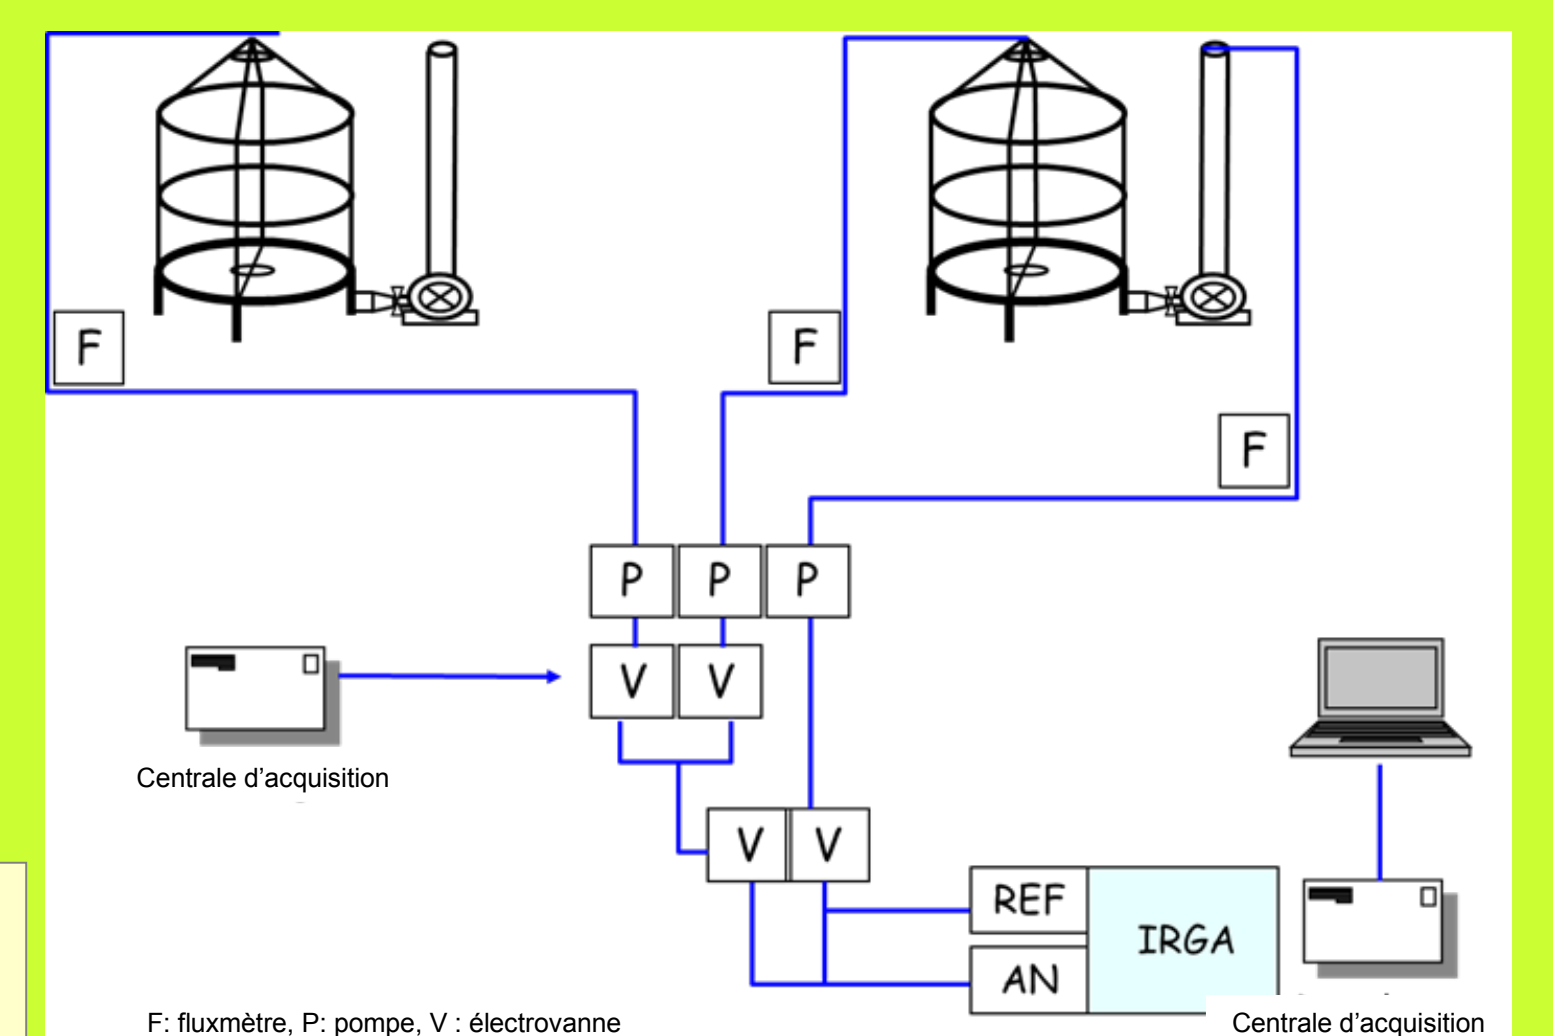 F
F
F
P P P
V V
Centrale d’acquisition
V V
REF
IRGA
AN
F: fluxmètre, P: pompe, V : électrovanne
Centrale d’acquisition